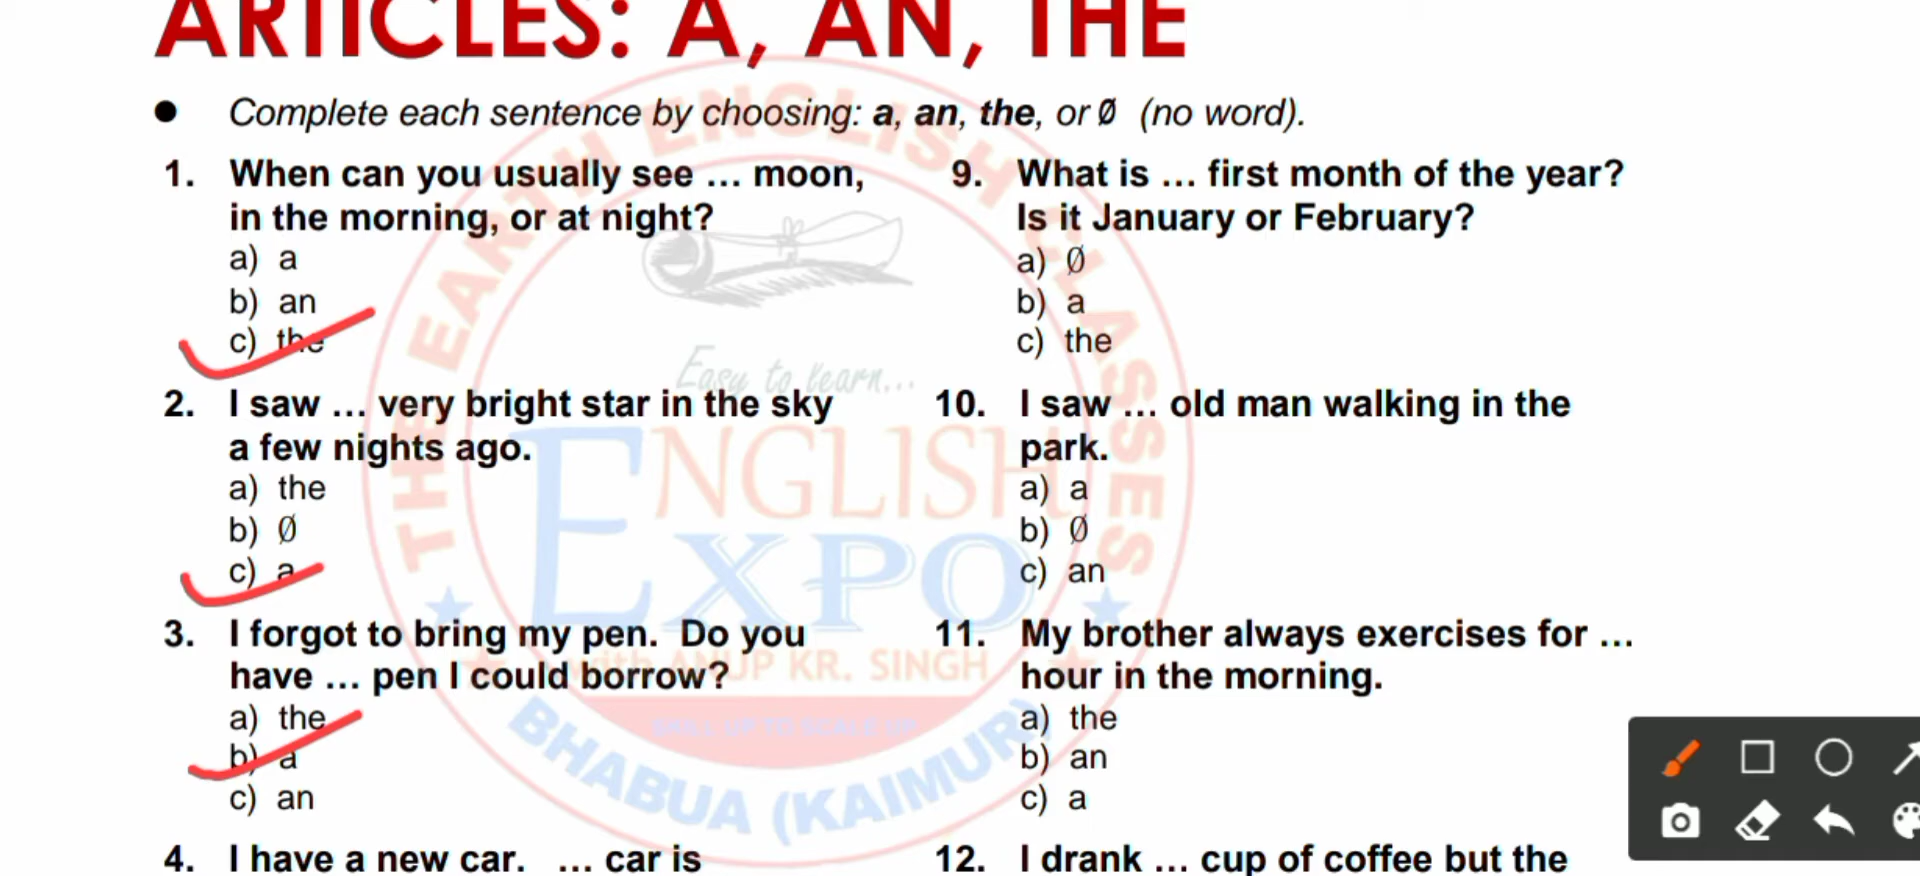 ARTICLES: A, AN, THE
● Complete each sentence by choosing: a, an, the, or Ø (no word).
1. When can you usually see ... moon,
in the morning, or at night?
a) a
b) an
c) the
2. I saw ... very bright star in the sky
a few nights ago.
a) the
b) Ø
c) a
3. I forgot to bring my pen. Do you
have ... pen I could borrow?
a) the
b) a
c) an
4. I have a new car. ... car is
9. What is ... first month of the year?
Is it January or February?
a) Ø
b) a
c) the
10. I saw ... old man walking in the
park.
a) a
b) Ø
c) an
11. My brother always exercises for ...
hour in the morning.
a) the
b) an
c) a
12. I drank ... cup of coffee but the
THE EARTH ENGLISH CLASSES
Easy to learn...
ENGLISH
EXPO
with ANUP KR. SINGH
SKILL UP TO SCALE UP
BHABUA (KAIMUR)